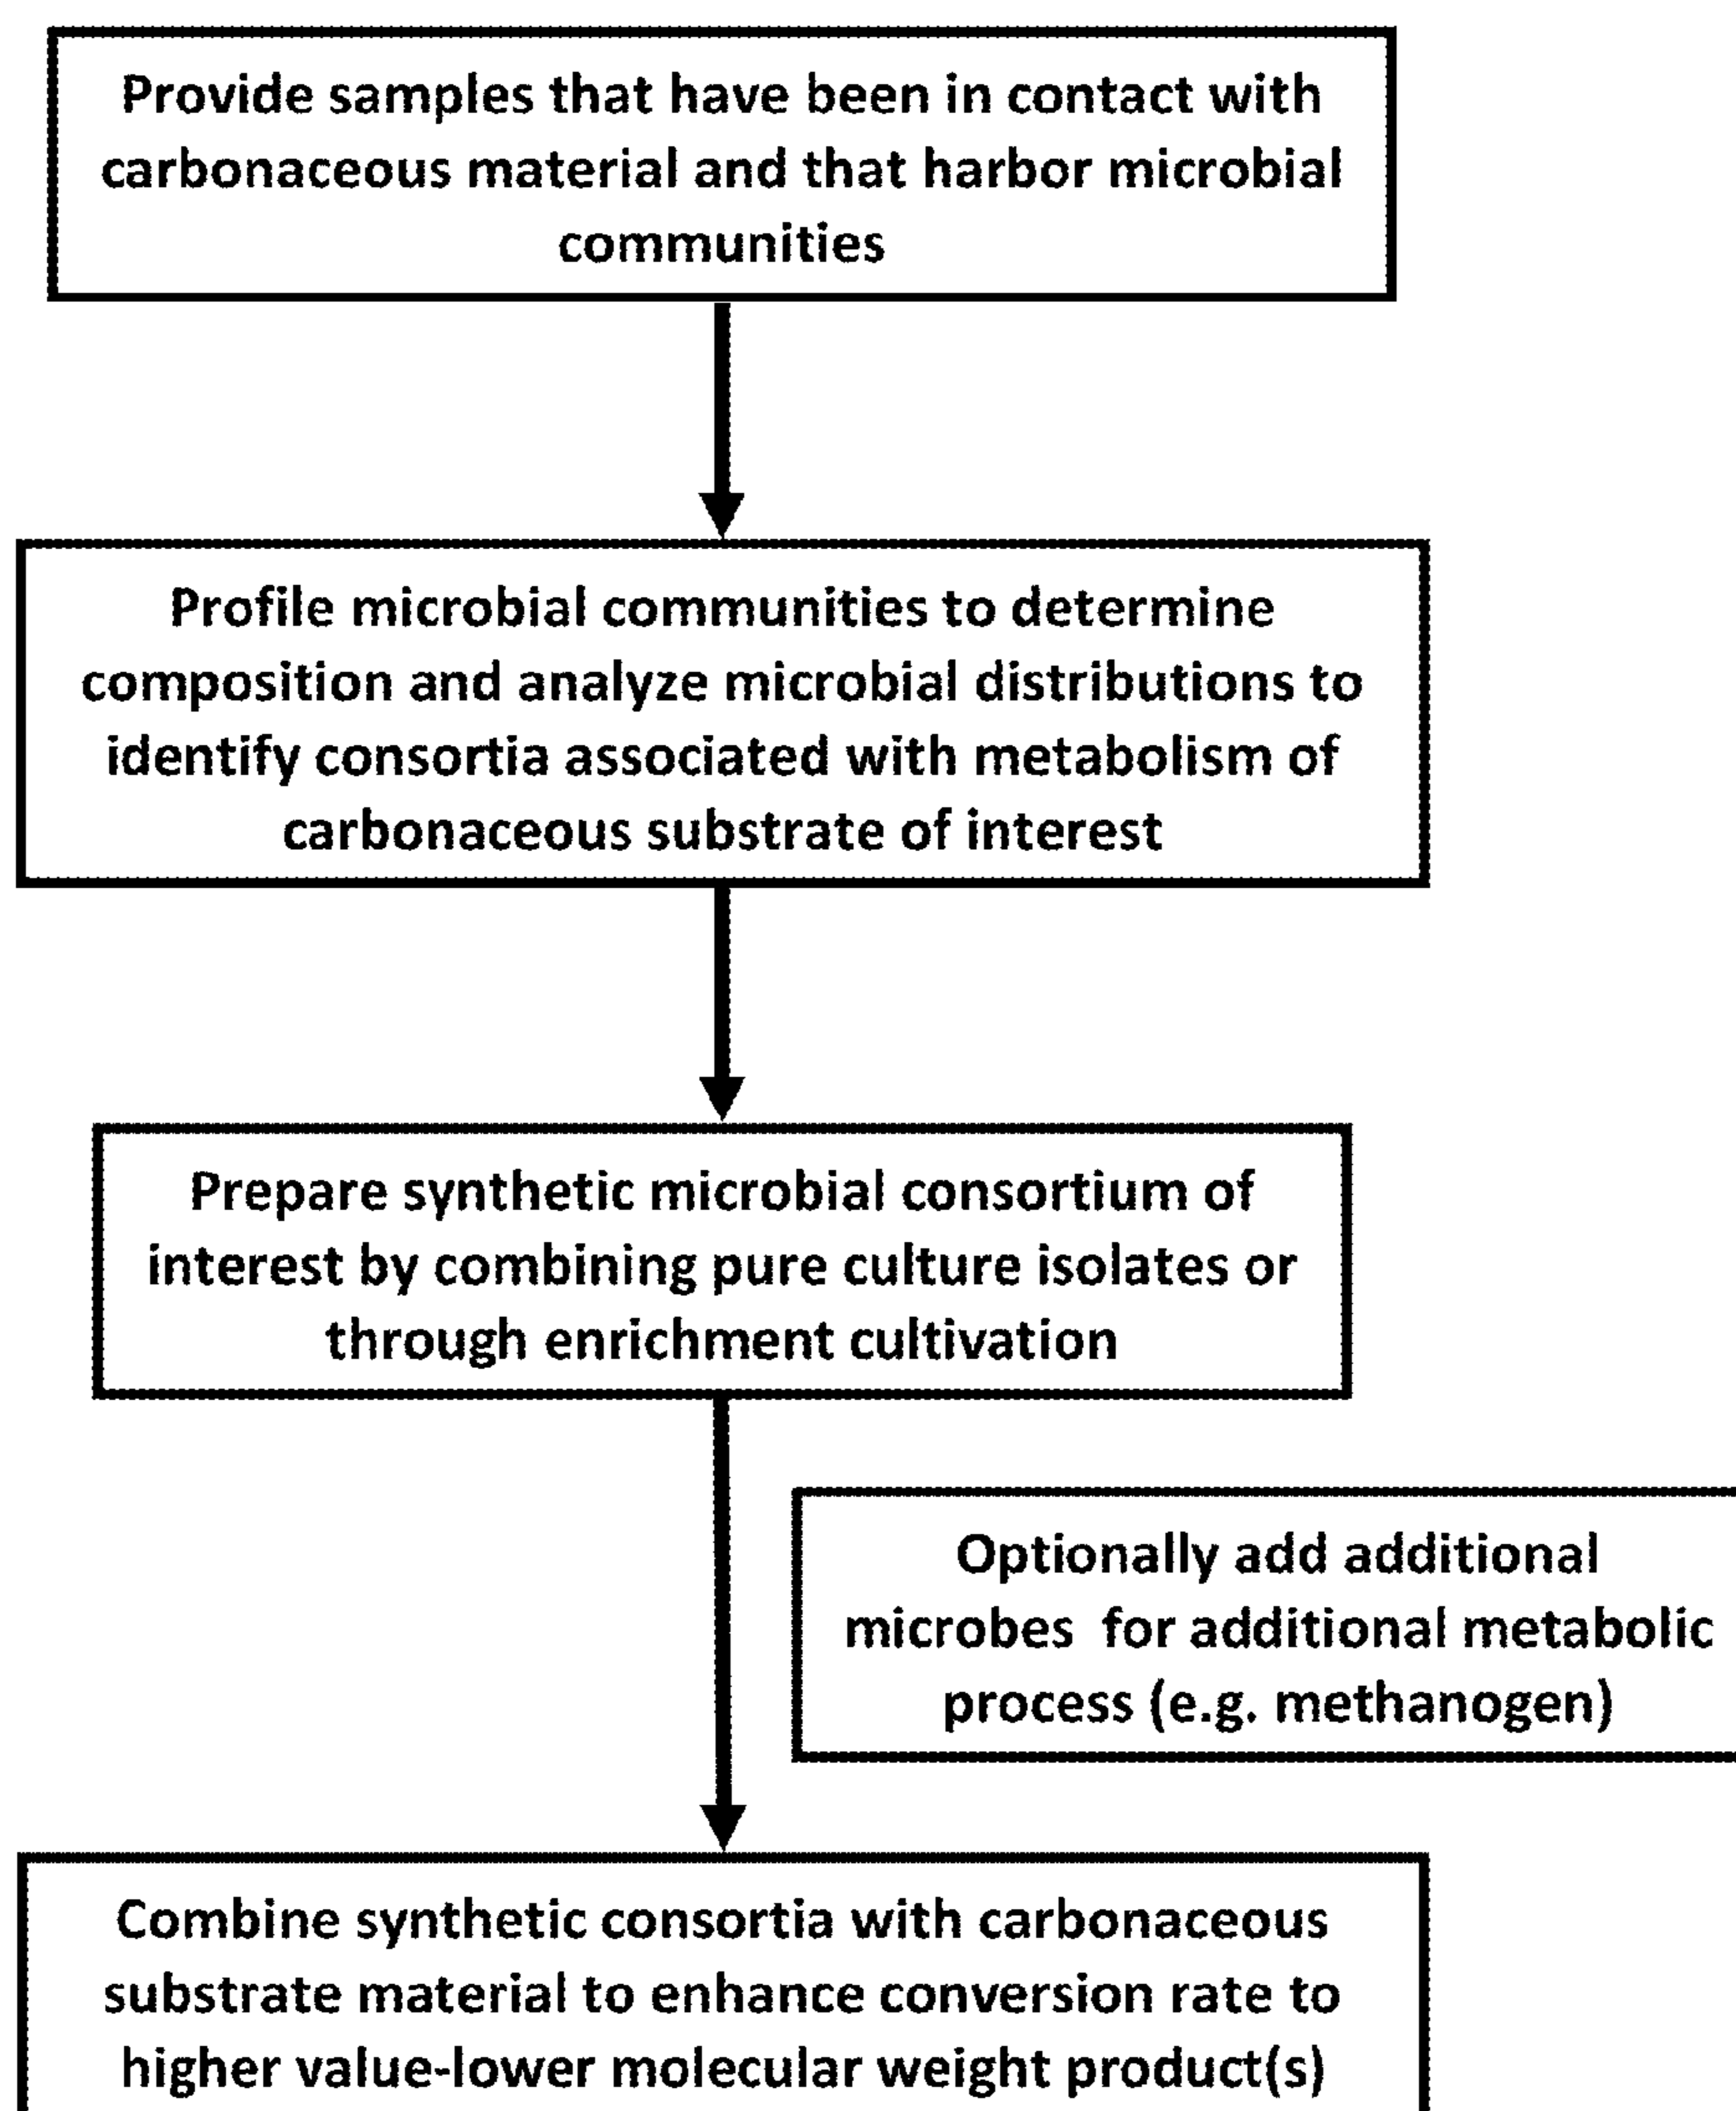 Provide samples that have been in contact with
carbonaceous material and that harbor microbial
communities
Profile microbial communities to determine
composition and analyze microbial distributions to
identify consortia associated with metabolism of
carbonaceous substrate of interest
Prepare synthetic microbial consortium of
interest by combining pure culture isolates or
through enrichment cultivation
Optionally add additional
microbes for additional metabolic
process (e.g. methanogen)
Combine synthetic consortia with carbonaceous
substrate material to enhance conversion rate to
higher value-lower molecular weight product(s)